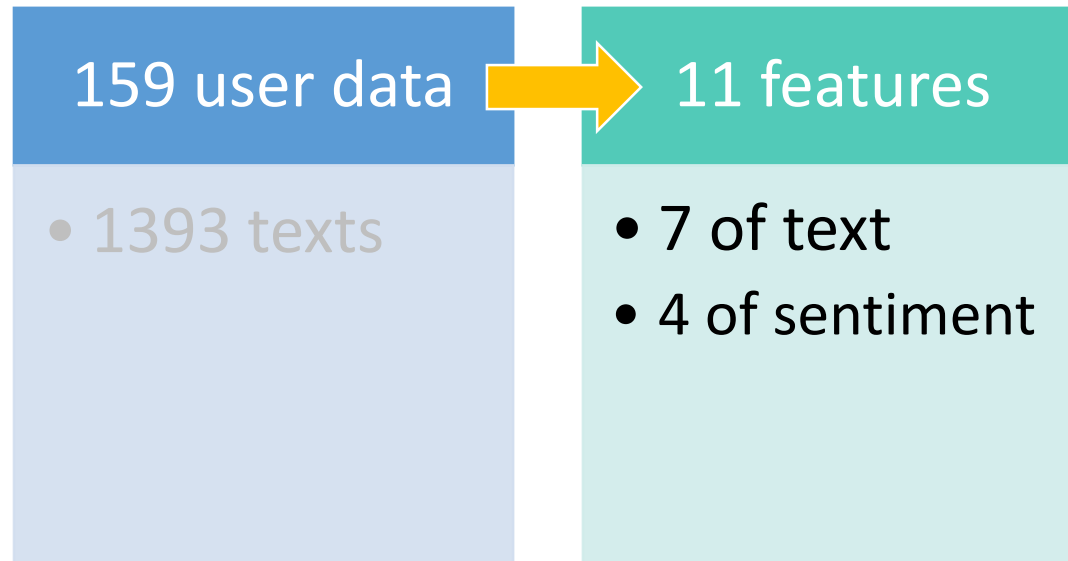 159 user data
• 1393 texts
11 features
• 7 of text
• 4 of sentiment